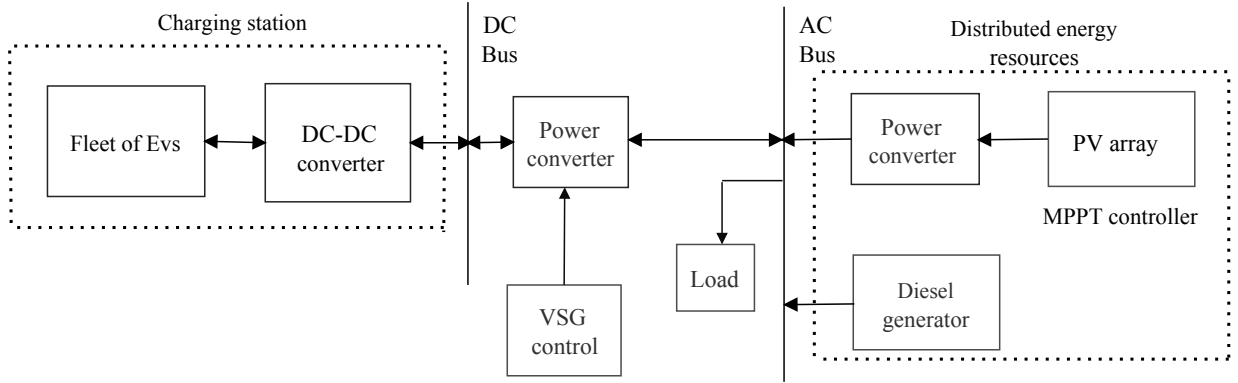 Charging station
Fleet of Evs
DC-DC
converter
DC
Bus
Power
converter
VSG
control
Load
AC
Bus
Distributed energy
resources
Power
converter
PV array
MPPT controller
Diesel
generator